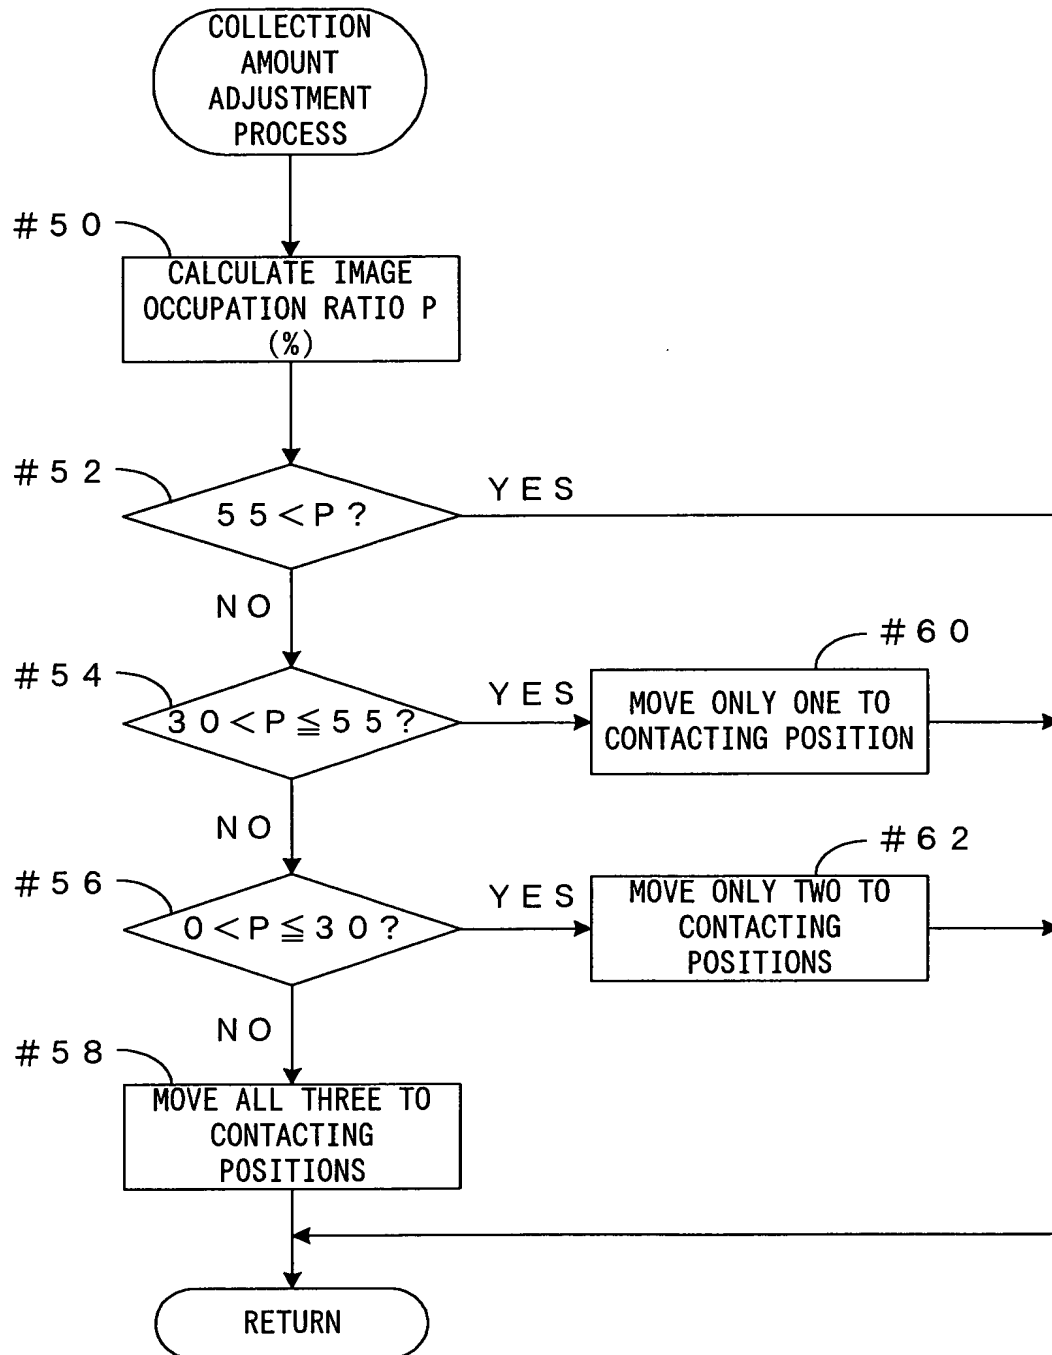 COLLECTION
AMOUNT
ADJUSTMENT
PROCESS
#50
CALCULATE IMAGE
OCCUPATION RATIO P
(%)
#52
55<P?
YES
NO
#54
30<P≦55?
YES
#60
MOVE ONLY ONE TO
CONTACTING POSITION
NO
#56
0<P≦30?
YES
#62
MOVE ONLY TWO TO
CONTACTING
POSITIONS
NO
#58
MOVE ALL THREE TO
CONTACTING
POSITIONS
RETURN